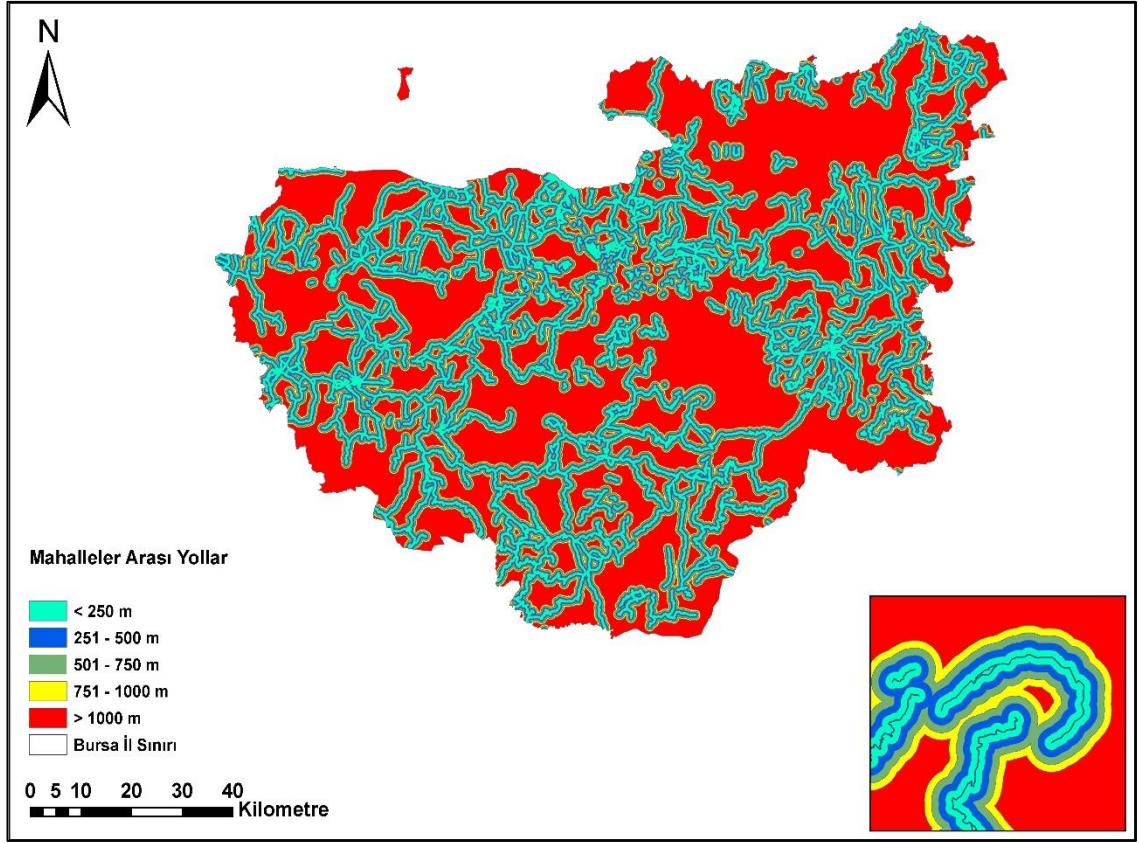 N
Mahalleler Arası Yollar
< 250 m
251 - 500 m
501 - 750 m
751 - 1000 m
> 1000 m
Bursa İl Sınırı
0 5 10 20 30 40
Kilometre